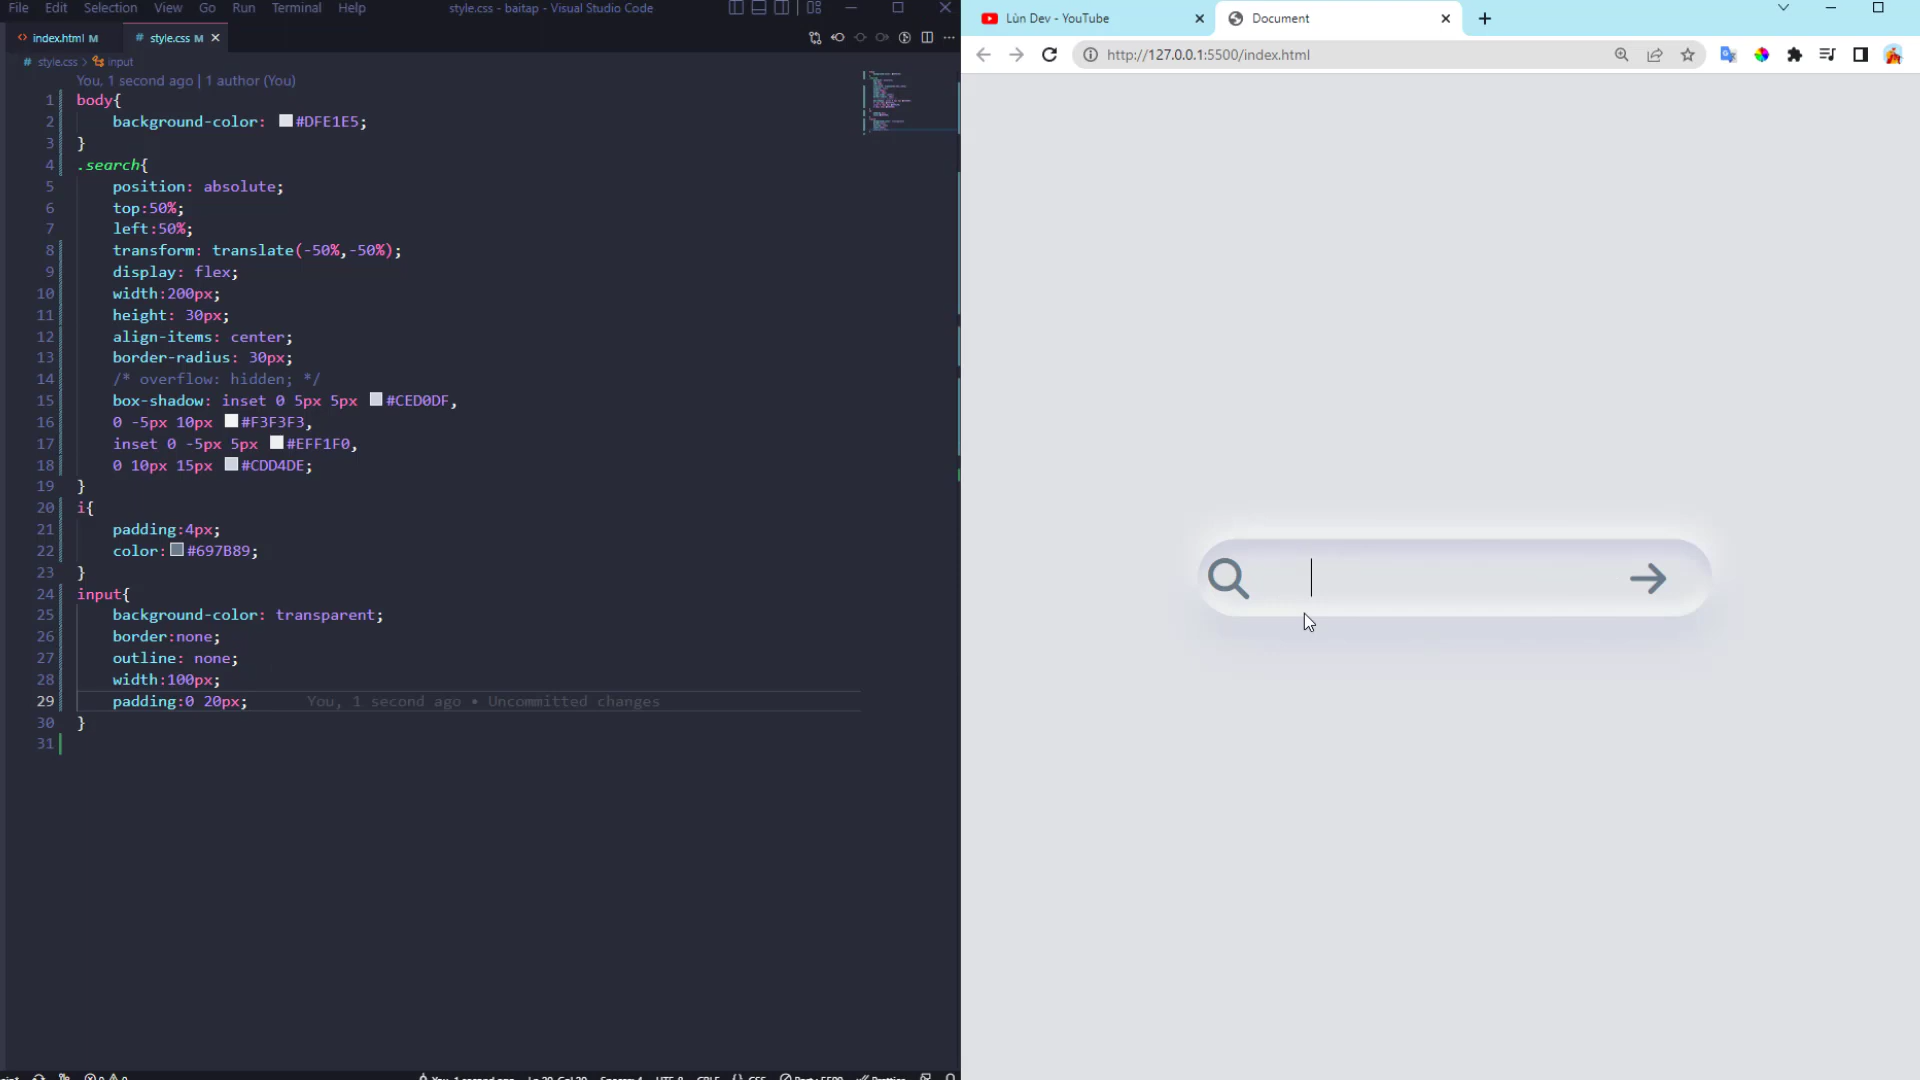 File Edit Selection View Go Run Terminal Help
style.css - baitap - Visual Studio Code
index.html M
# style.css M
# style.css > input
You, 1 second ago | 1 author (You)
1 body{
2 background-color: #DFE1E5;
3 }
4 .search{
5 position: absolute;
6 top:50%;
7 left:50%;
8 transform: translate(-50%,-50%);
9 display: flex;
10 width:200px;
11 height: 30px;
12 align-items: center;
13 border-radius: 30px;
14 /* overflow: hidden; */
15 box-shadow: inset 0 5px 5px #CED0DF,
16 0 -5px 10px #F3F3F3,
17 inset 0 -5px 5px #EFF1F0,
18 0 10px 15px #CDD4DE;
19 }
20 i{
21 padding:4px;
22 color: #697B89;
23 }
24 input{
25 background-color: transparent;
26 border:none;
27 outline: none;
28 width:100px;
29 padding:0 20px; You, 1 second ago • Uncommitted changes
30 }
31
Lùn Dev - YouTube
Document
http://127.0.0.1:5500/index.html